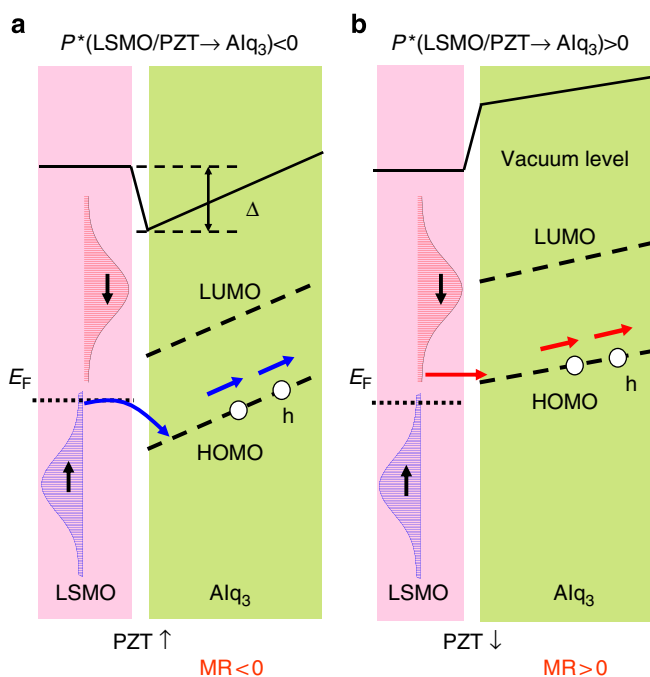 a
P*(LSMO/PZT→ Alq3)<0
Δ
LUMO
EF
h
HOMO
LSMO
Alq3
PZT ↑
MR<0
b
P*(LSMO/PZT→ Alq3)>0
Vacuum level
LUMO
EF
h
HOMO
LSMO
Alq3
PZT ↓
MR>0